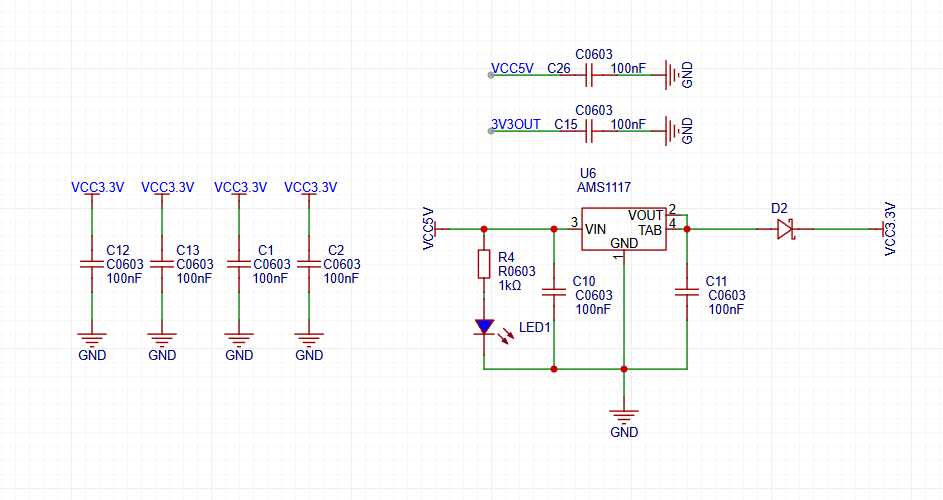 C0603
VCC5V C26 100nF GND
C0603
3V3OUT C15 100nF GND
U6
AMS1117
VCC3.3V VCC3.3V VCC3.3V VCC3.3V
C12 C13 C1 C2
C0603 C0603 C0603 C0603
100nF 100nF 100nF 100nF
GND GND GND GND
VCC5V
3 VIN VOUT 2
TAB 4
GND
1
D2
VCC3.3V
R4
R0603
1kΩ
LED1
C10
C0603
100nF
C11
C0603
100nF
GND